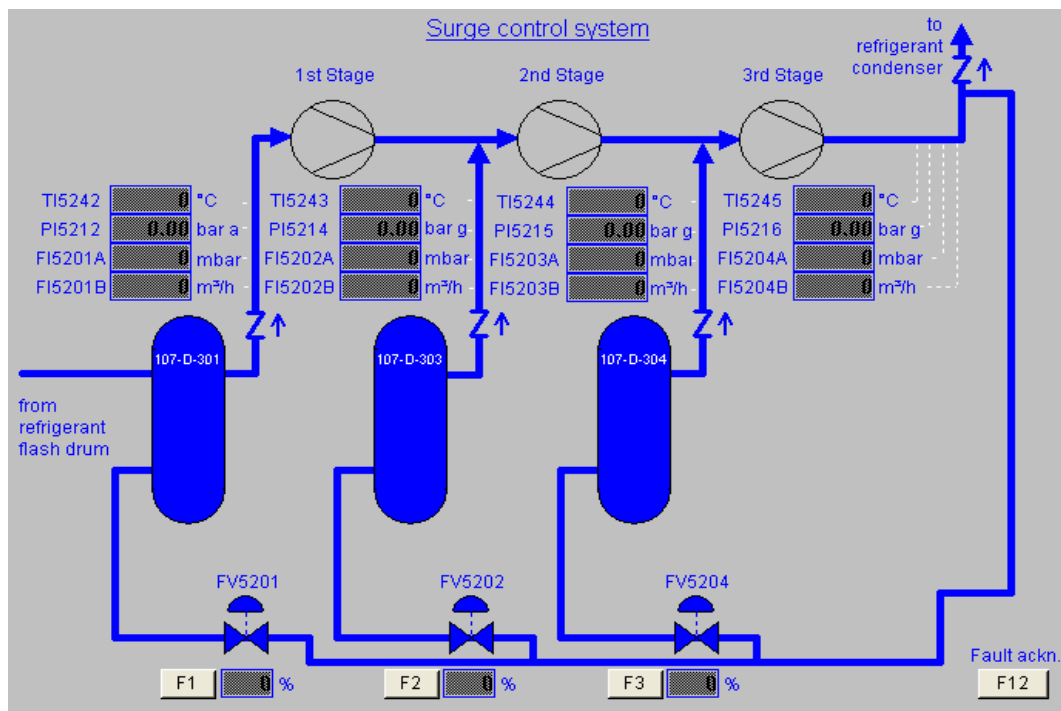 Surge control system
to
refrigerant
condenser
1st Stage
2nd Stage
3rd Stage
TI5242 0 °C
PI5212 0.00 bar a
FI5201A 0 mbar
FI5201B 0 m³/h
TI5243 0 °C
PI5214 0.00 bar g
FI5202A 0 mbar
FI5202B 0 m³/h
TI5244 0 °C
PI5215 0.00 bar g
FI5203A 0 mbar
FI5203B 0 m³/h
TI5245 0 °C
PI5216 0.00 bar g
FI5204A 0 mbar
FI5204B 0 m³/h
107-D-301
107-D-303
107-D-304
from
refrigerant
flash drum
FV5201
FV5202
FV5204
F1 0 %
F2 0 %
F3 0 %
Fault ackn.
F12